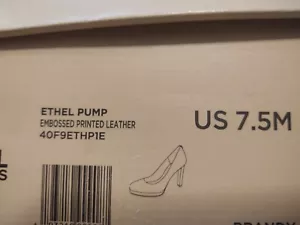 ETHEL PUMP
EMBOSSED PRINTED LEATHER
40F9ETHP1E
US 7.5M
L
S